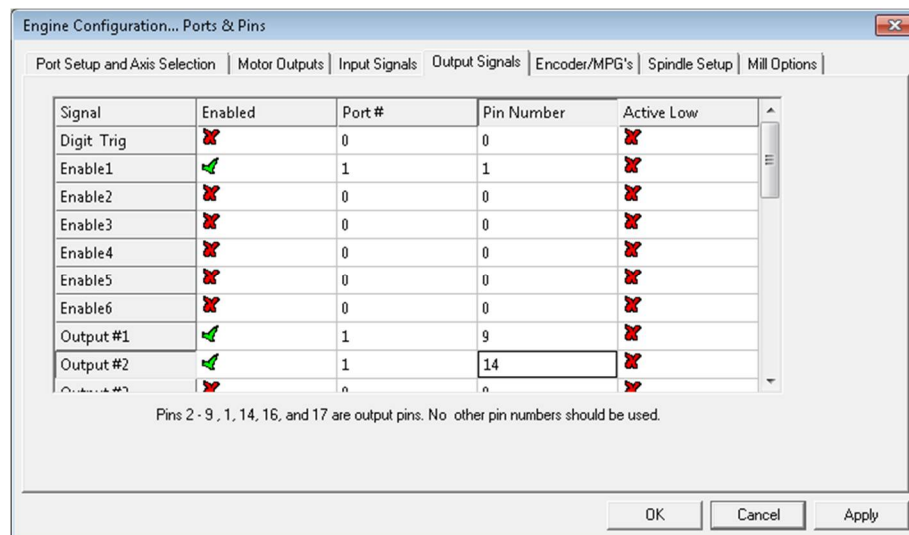 Engine Configuration... Ports & Pins
Port Setup and Axis Selection Motor Outputs Input Signals Output Signals Encoder/MPG's Spindle Setup Mill Options
Signal Enabled Port # Pin Number Active Low
Digit Trig 0 0
Enable1 1 1
Enable2 0 0
Enable3 0 0
Enable4 0 0
Enable5 0 0
Enable6 0 0
Output #1 1 9
Output #2 1 14
Pins 2 - 9 , 1, 14, 16, and 17 are output pins. No other pin numbers should be used.
OK Cancel Apply